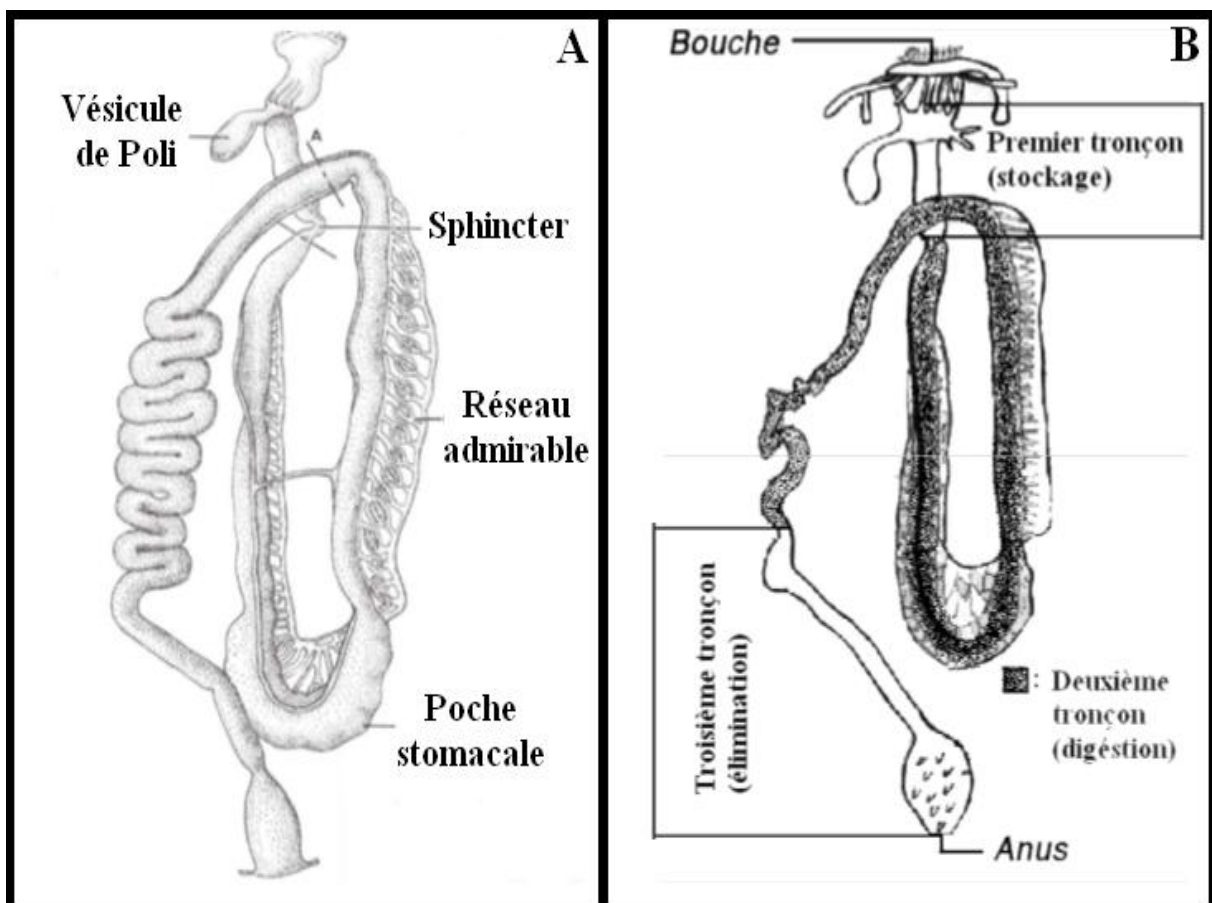 A
Vésicule
de Poli
A
Sphincter
Réseau
admirable
Poche
stomacale
B
Bouche
Premier tronçon
(stockage)
Troisième tronçon
(élimination)
: Deuxième
tronçon
(digéstion)
Anus